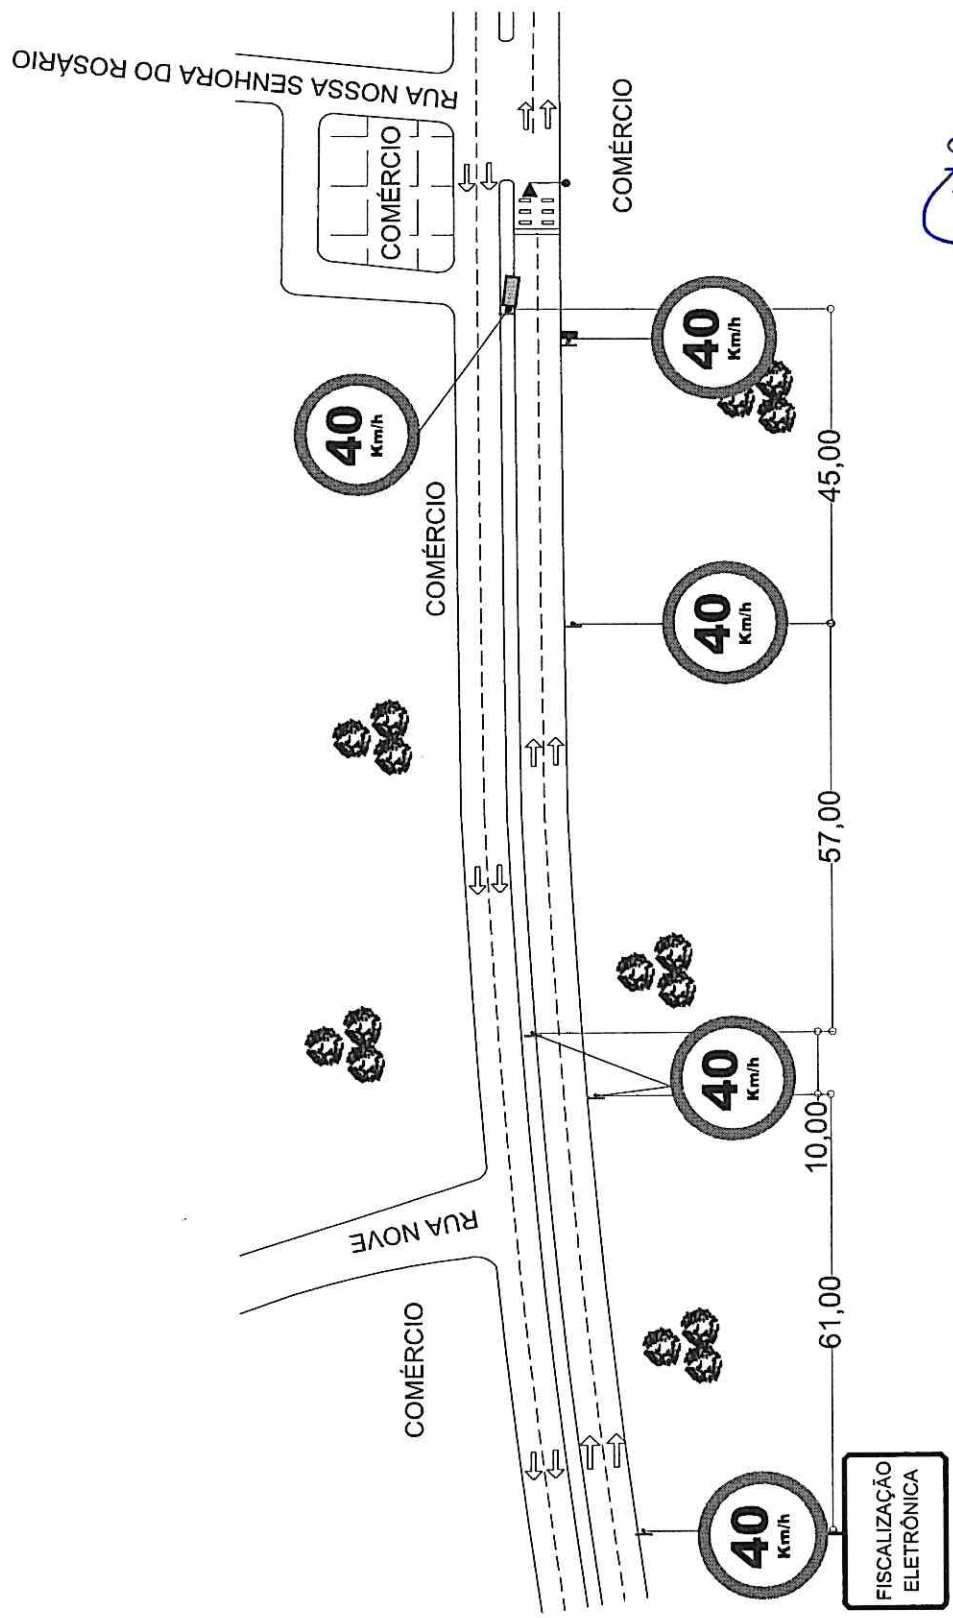 RUA NOSSA SENHORA DO ROSÁRIO
COMÉRCIO
COMÉRCIO
40
Km/h
40
Km/h
COMÉRCIO
45,00
40
Km/h
57,00
40
Km/h
10,00
RUA NOVE
COMÉRCIO
61,00
40
Km/h
FISCALIZAÇÃO
ELETRÔNICA